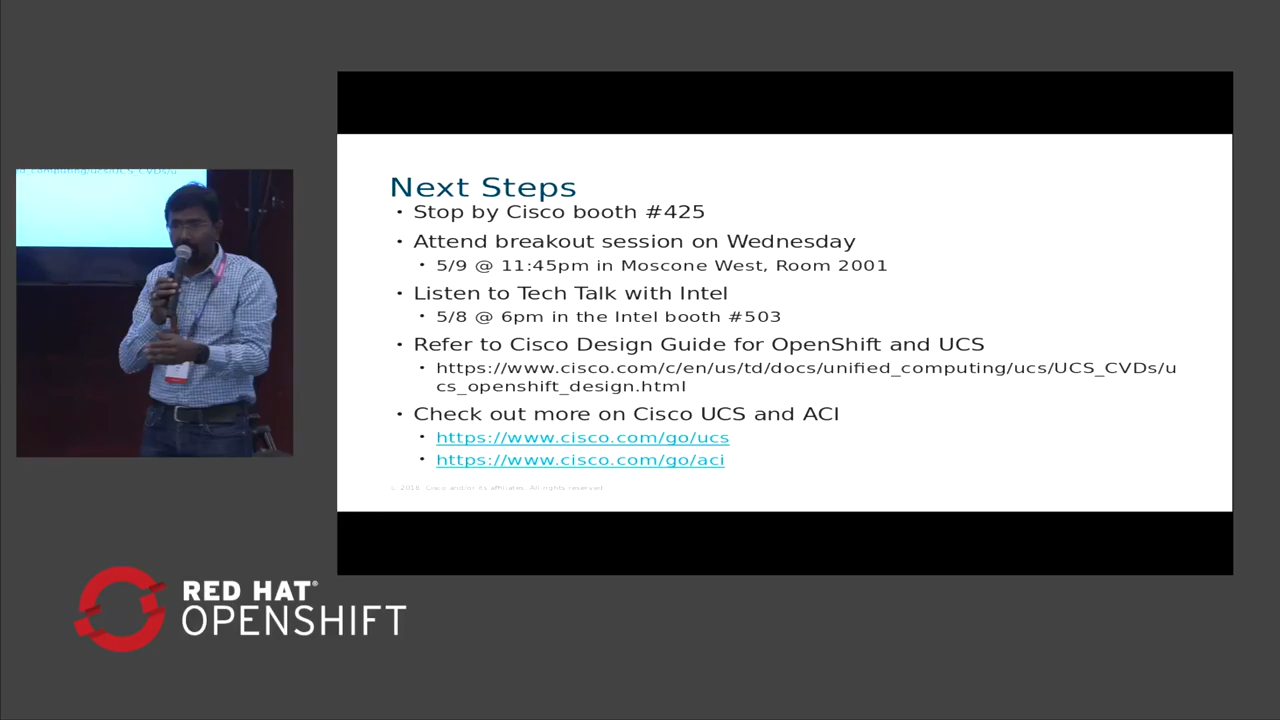 d_computing/ucs/UCS_CVDs/u
Next Steps
• Stop by Cisco booth #425
• Attend breakout session on Wednesday
• 5/9 @ 11:45pm in Moscone West, Room 2001
• Listen to Tech Talk with Intel
• 5/8 @ 6pm in the Intel booth #503
• Refer to Cisco Design Guide for OpenShift and UCS
• https://www.cisco.com/c/en/us/td/docs/unified_computing/ucs/UCS_CVDs/u
cs_openshift_design.html
• Check out more on Cisco UCS and ACI
• https://www.cisco.com/go/ucs
• https://www.cisco.com/go/aci
© 2018 Cisco and/or its affiliates. All rights reserved.
RED HAT®
OPENSHIFT